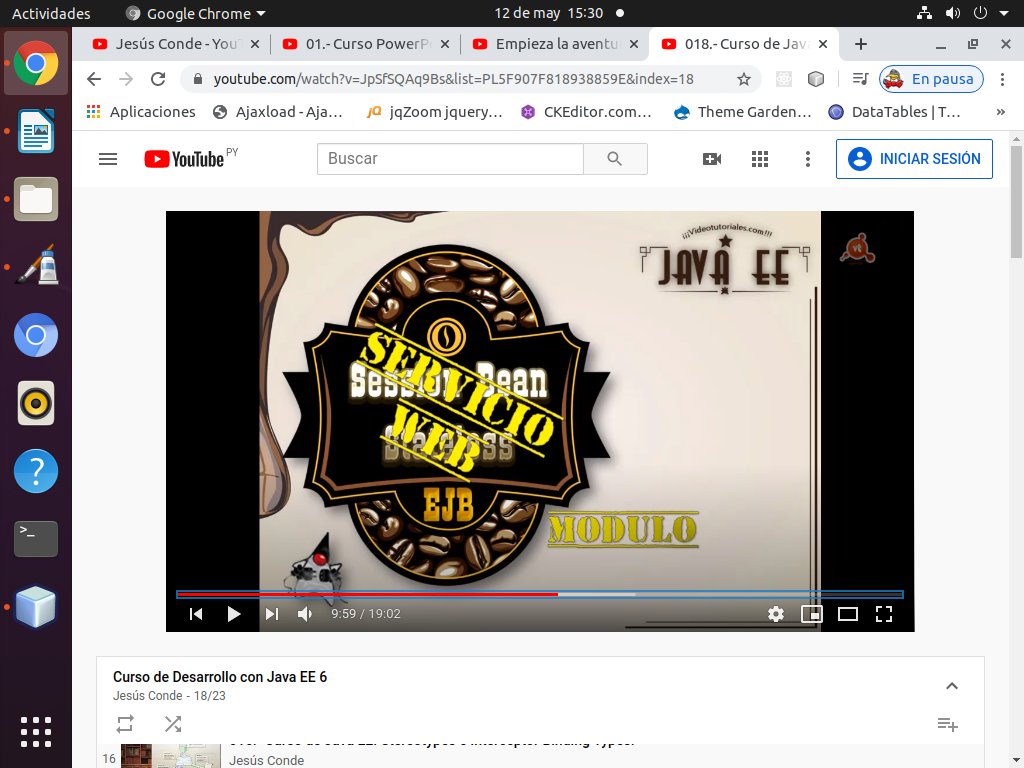 Actividades
Google Chrome
12 de may 15:30
Jesús Conde - You
01.- Curso PowerP
Empieza la aventu
018.- Curso de Jav
youtube.com/watch?v=JpSfSQAq9Bs&list=PL5F907F818938859E&index=18
En pausa
Aplicaciones
Ajaxload - Aja...
jqZoom jquery...
CKEditor.com...
Theme Garden...
DataTables | T...
»
YouTube PY
Buscar
INICIAR SESIÓN
¡¡¡Videotutoriales.com!!!
JAVA EE
Session Bean
SERVICIO
WEB
Stateless
EJB
MODULO
9:59 / 19:02
Curso de Desarrollo con Java EE 6
Jesús Conde - 18/23
16
Jesús Conde